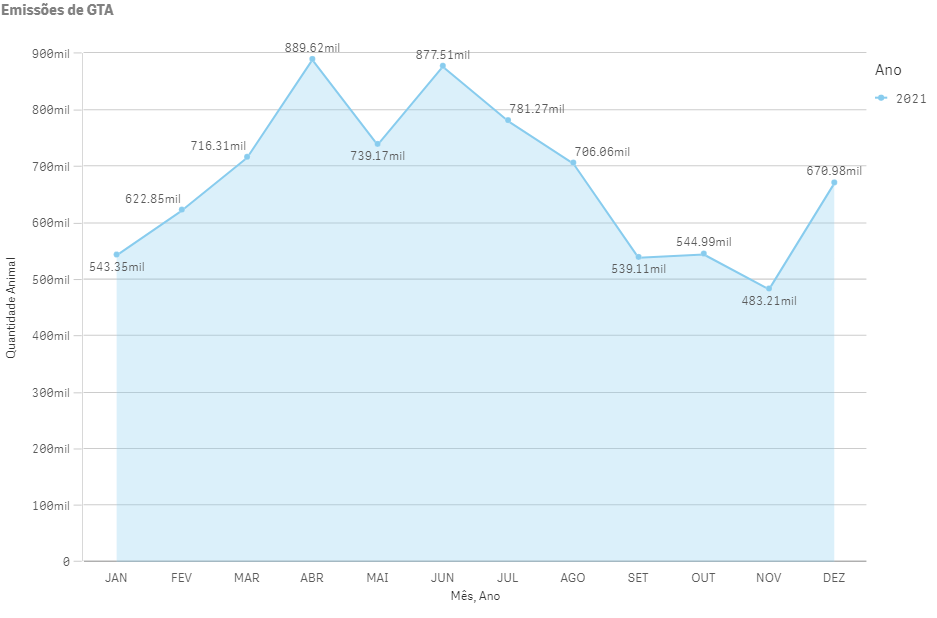 Emissões de GTA
Quantidade Animal
900mil
800mil
700mil
600mil
500mil
400mil
300mil
200mil
100mil
0
543.35mil
622.85mil
716.31mil
889.62mil
739.17mil
877.51mil
781.27mil
706.06mil
539.11mil
544.99mil
483.21mil
670.98mil
JAN FEV MAR ABR MAI JUN JUL AGO SET OUT NOV DEZ
Mês, Ano
Ano
2021